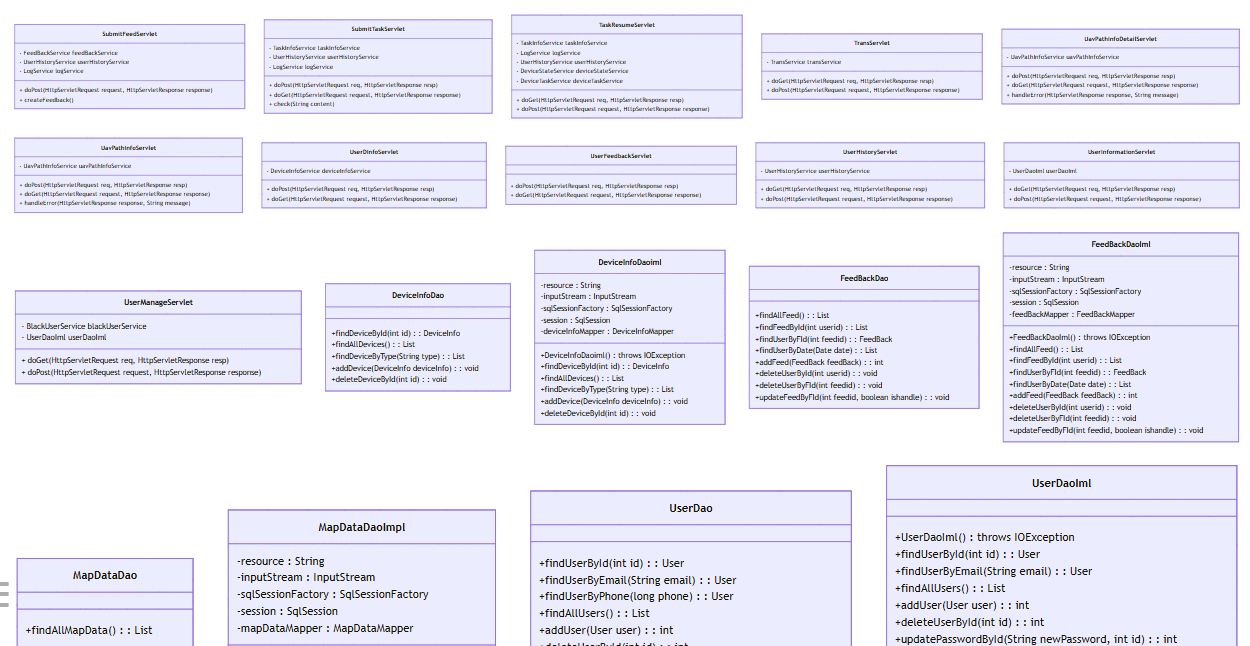 SubmitFeedServlet
- FeedBackService feedBackService
- UserHistoryService userHistoryService
- LogService logService
+ doPost(HttpServletRequest request, HttpServletResponse response)
+ createFeedback()
SubmitTaskServlet
- TaskInfoService taskInfoService
- UserHistoryService userHistoryService
- LogService logService
+ doPost(HttpServletRequest req, HttpServletResponse resp)
+ doGet(HttpServletRequest request, HttpServletResponse response)
+ check(String content)
TaskResumeServlet
- TaskInfoService taskInfoService
- LogService logService
- UserHistoryService userHistoryService
- DeviceStateService deviceStateService
- DeviceTaskService deviceTaskService
+ doGet(HttpServletRequest req, HttpServletResponse resp)
+ doPost(HttpServletRequest request, HttpServletResponse response)
TransServlet
- TransService transService
+ doGet(HttpServletRequest req, HttpServletResponse resp)
+ doPost(HttpServletRequest request, HttpServletResponse response)
UavPathInfoDetailServlet
- UavPathInfoService uavPathInfoService
+ doPost(HttpServletRequest req, HttpServletResponse resp)
+ doGet(HttpServletRequest request, HttpServletResponse response)
+ handleError(HttpServletResponse response, String message)
UavPathInfoServlet
- UavPathInfoService uavPathInfoService
+ doPost(HttpServletRequest req, HttpServletResponse resp)
+ doGet(HttpServletRequest request, HttpServletResponse response)
+ handleError(HttpServletResponse response, String message)
UserDInfoServlet
- DeviceInfoService deviceInfoService
+ doPost(HttpServletRequest req, HttpServletResponse resp)
+ doGet(HttpServletRequest request, HttpServletResponse response)
UserFeedbackServlet
+ doPost(HttpServletRequest req, HttpServletResponse resp)
+ doGet(HttpServletRequest request, HttpServletResponse response)
UserHistoryServlet
- UserHistoryService userHistoryService
+ doGet(HttpServletRequest req, HttpServletResponse resp)
+ doPost(HttpServletRequest request, HttpServletResponse response)
UserInformationServlet
- UserDaoIml userDaoIml
+ doGet(HttpServletRequest req, HttpServletResponse resp)
+ doPost(HttpServletRequest request, HttpServletResponse response)
UserManageServlet
- BlackUserService blackUserService
- UserDaoIml userDaoIml
+ doGet(HttpServletRequest req, HttpServletResponse resp)
+ doPost(HttpServletRequest request, HttpServletResponse response)
DeviceInfoDao
+findDeviceById(int id) : : DeviceInfo
+findAllDevices() : : List
+findDeviceByType(String type) : : List
+addDevice(DeviceInfo deviceInfo) : : void
+deleteDeviceById(int id) : : void
DeviceInfoDaoiml
-resource : String
-inputStream : InputStream
-sqlSessionFactory : SqlSessionFactory
-session : SqlSession
-deviceInfoMapper : DeviceInfoMapper
+DeviceInfoDaoiml() : throws IOException
+findDeviceById(int id) : : DeviceInfo
+findAllDevices() : : List
+findDeviceByType(String type) : : List
+addDevice(DeviceInfo deviceInfo) : : void
+deleteDeviceById(int id) : : void
FeedBackDao
+findAllFeed() : : List
+findFeedById(int userid) : : List
+findUserByFId(int feedid) : : FeedBack
+findUserByDate(Date date) : : List
+addFeed(FeedBack feedBack) : : int
+deleteUserById(int userid) : : void
+deleteUserByFId(int feedid) : : void
+updateFeedByFId(int feedid, boolean ishandle) : : void
FeedBackDaoIml
-resource : String
-inputStream : InputStream
-sqlSessionFactory : SqlSessionFactory
-session : SqlSession
-feedBackMapper : FeedBackMapper
+FeedBackDaoIml() : throws IOException
+findAllFeed() : : List
+findFeedById(int userid) : : List
+findUserByFId(int feedid) : : FeedBack
+findUserByDate(Date date) : : List
+addFeed(FeedBack feedBack) : : int
+deleteUserById(int userid) : : void
+deleteUserByFId(int feedid) : : void
+updateFeedByFId(int feedid, boolean ishandle) : : void
MapDataDao
+findAllMapData() : : List
MapDataDaoImpl
-resource : String
-inputStream : InputStream
-sqlSessionFactory : SqlSessionFactory
-session : SqlSession
-mapDataMapper : MapDataMapper
UserDao
+findUserById(int id) : : User
+findUserByEmail(String email) : : User
+findUserByPhone(long phone) : : User
+findAllUsers() : : List
+addUser(User user) : : int
+deleteUserById(int id) : : int
UserDaoIml
+UserDaoIml() : throws IOException
+findUserById(int id) : : User
+findUserByEmail(String email) : : User
+findAllUsers() : : List
+addUser(User user) : : int
+deleteUserById(int id) : : int
+updatePasswordById(String newPassword, int id) : : int